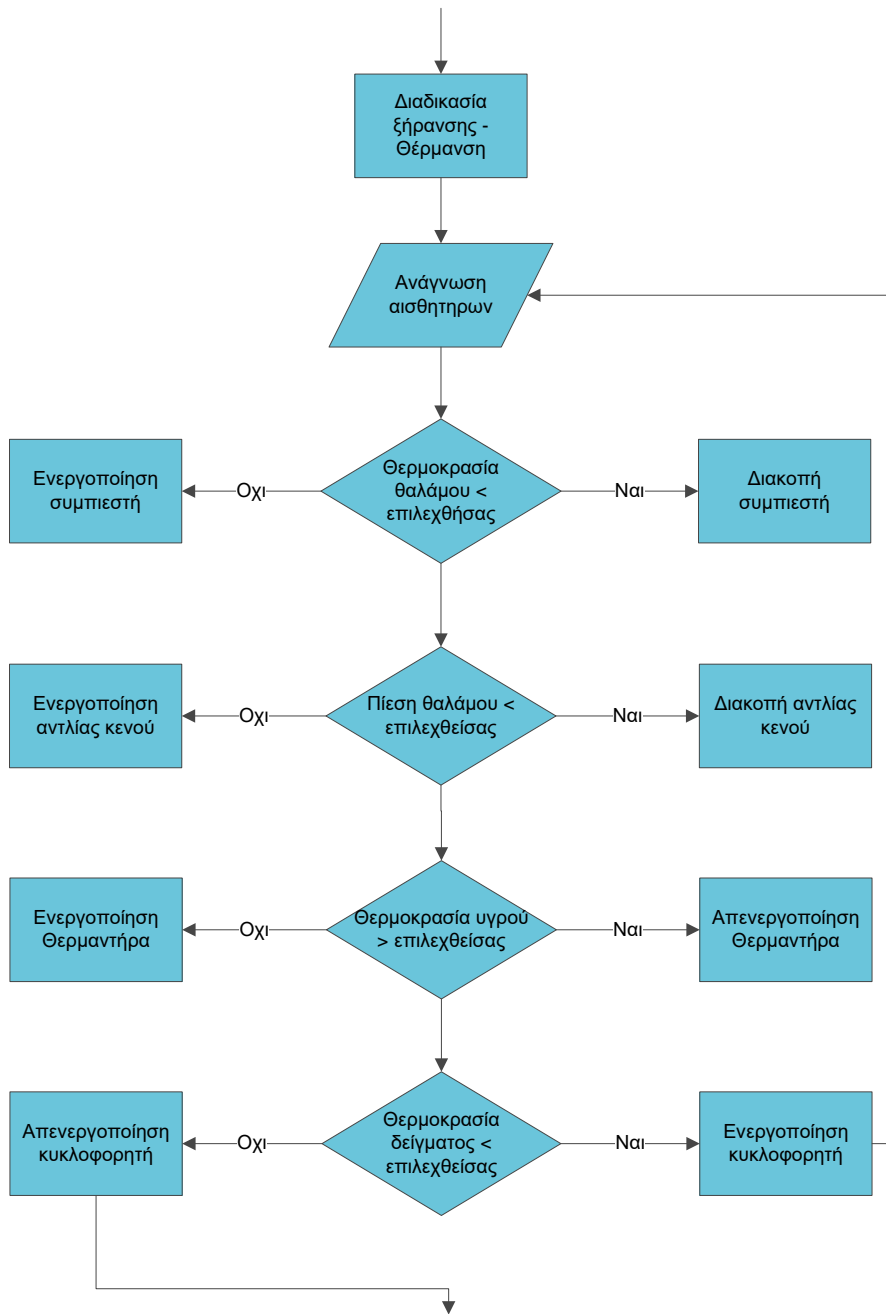 Διαδικασία
ξήρανσης -
Θέρμανση
Ανάγνωση
αισθητηρων
Ενεργοποίηση
συμπιεστή
Οχι
Θερμοκρασία
θαλάμου <
επιλεχθήσας
Ναι
Διακοπή
συμπιεστή
Ενεργοποίηση
αντλίας κενού
Οχι
Πίεση θαλάμου <
επιλεχθείσας
Ναι
Διακοπή αντλίας
κενού
Ενεργοποίηση
Θερμαντήρα
Οχι
Θερμοκρασία υγρού
> επιλεχθείσας
Ναι
Απενεργοποίηση
Θερμαντήρα
Απενεργοποίηση
κυκλοφορητή
Οχι
Θερμοκρασία
δείγματος <
επιλεχθείσας
Ναι
Ενεργοποίηση
κυκλοφορητή